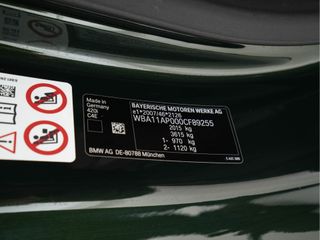 BAYERISCHE MOTOREN WERKE AG
e1*2007/46*2126
WBA11AP000CF89255
2015 kg
3615 kg
1- 970 kg
2- 1120 kg
Made in
Germany
420i
C4E
BMW AG DE-80788 München